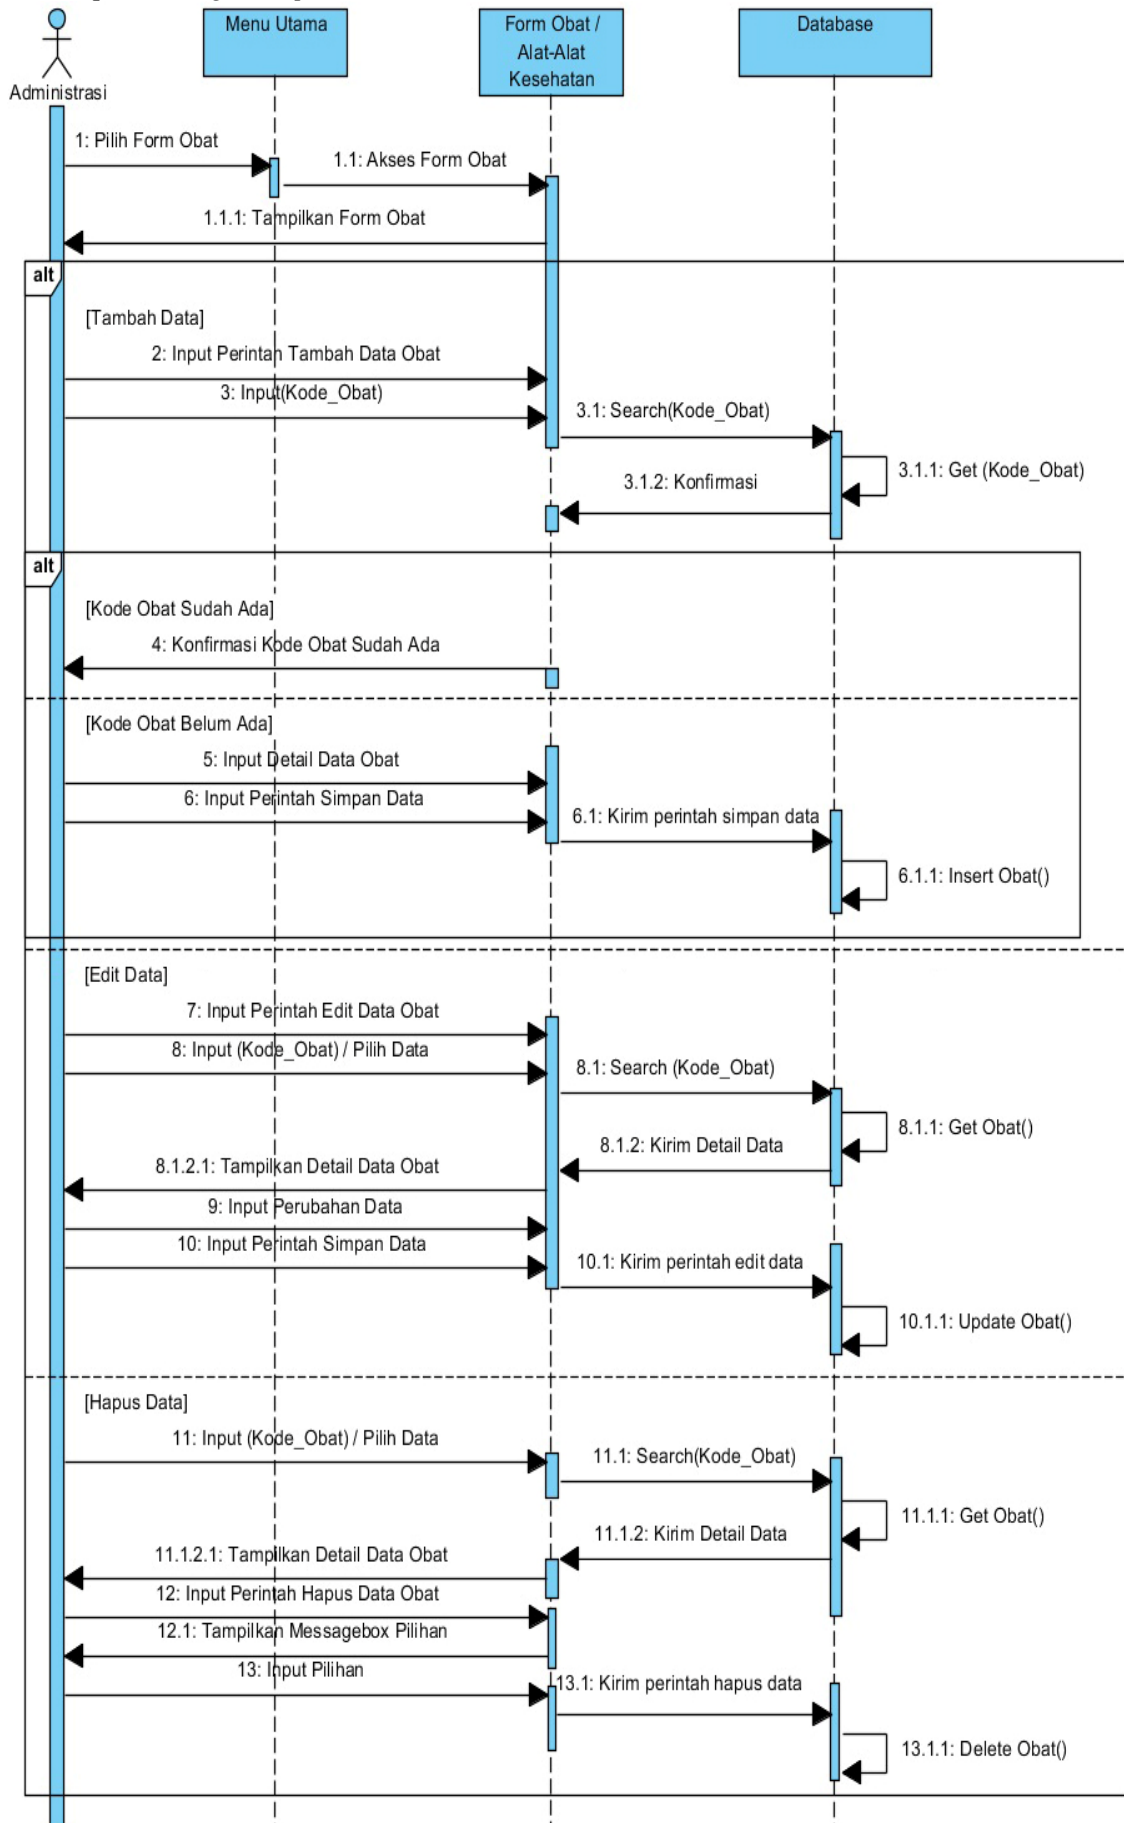 Administrasi
Menu Utama
Form Obat /
Alat-Alat
Kesehatan
Database
1: Pilih Form Obat
1.1: Akses Form Obat
1.1.1: Tampilkan Form Obat
alt
[Tambah Data]
2: Input Perintan Tambah Data Obat
3: Input(Kode_Obat)
3.1: Search(Kode_Obat)
3.1.1: Get (Kode_Obat)
3.1.2: Konfirmasi
alt
[Kode Obat Sudah Ada]
4: Konfirmasi Kode Obat Sudah Ada
[Kode Obat Belum Ada]
5: Input Detail Data Obat
6: Input Perintah Simpan Data
6.1: Kirim perintah simpan data
6.1.1: Insert Obat()
[Edit Data]
7: Input Perintah Edit Data Obat
8: Input (Kode_Obat) / Pilih Data
8.1: Search (Kode_Obat)
8.1.1: Get Obat()
8.1.2: Kirim Detail Data
8.1.2.1: Tampilkan Detail Data Obat
9: Input Perubahan Data
10: Input Perintah Simpan Data
10.1: Kirim perintah edit data
10.1.1: Update Obat()
[Hapus Data]
11: Input (Kode_Obat) / Pilih Data
11.1: Search(Kode_Obat)
11.1.1: Get Obat()
11.1.2: Kirim Detail Data
11.1.2.1: Tampilkan Detail Data Obat
12: Input Perintah Hapus Data Obat
12.1: Tampilkan Messagebox Pilihan
13: Input Pilihan
13.1: Kirim perintah hapus data
13.1.1: Delete Obat()